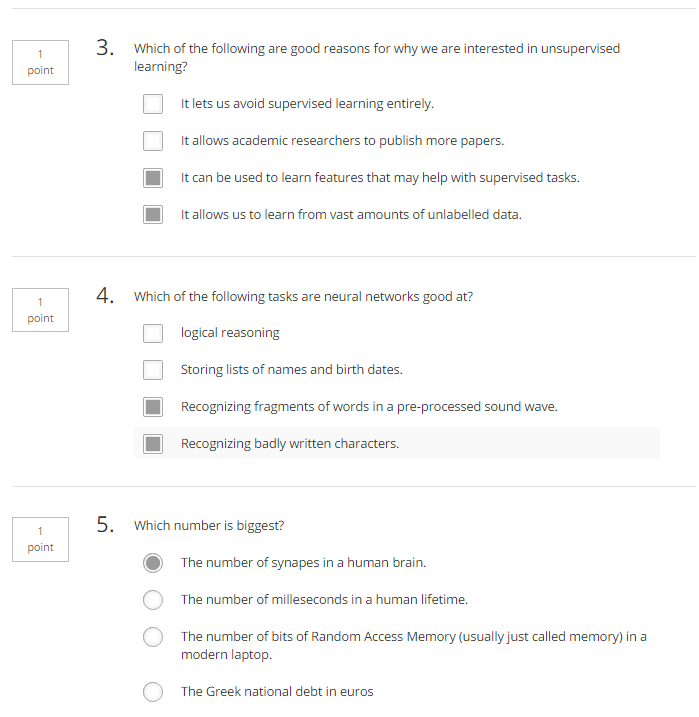 1
point
3.
Which of the following are good reasons for why we are interested in unsupervised
learning?
It lets us avoid supervised learning entirely.
It allows academic researchers to publish more papers.
It can be used to learn features that may help with supervised tasks.
It allows us to learn from vast amounts of unlabelled data.
1
point
4.
Which of the following tasks are neural networks good at?
logical reasoning
Storing lists of names and birth dates.
Recognizing fragments of words in a pre-processed sound wave.
Recognizing badly written characters.
1
point
5.
Which number is biggest?
The number of synapes in a human brain.
The number of milleseconds in a human lifetime.
The number of bits of Random Access Memory (usually just called memory) in a
modern laptop.
The Greek national debt in euros